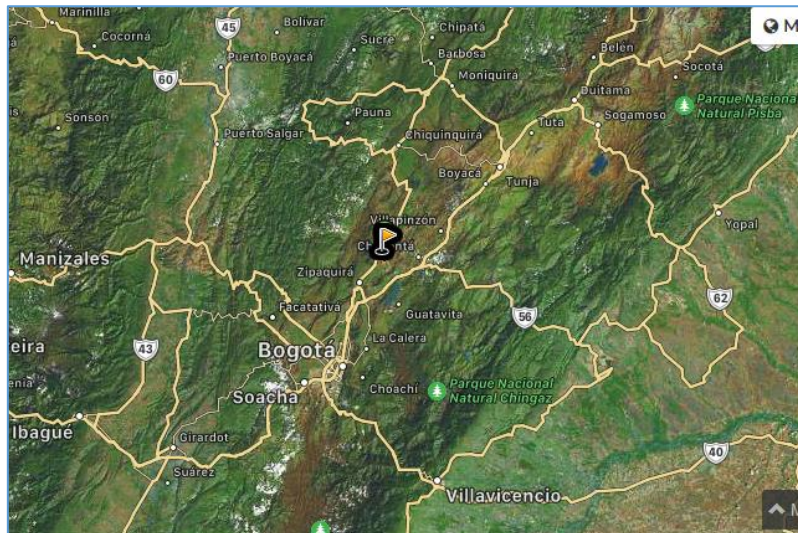 Marinilla
45
Bolívar
Chipatá
M
Cocorná
Sucre
Barbosa
Belén
Puerto Boyacá
60
Moniquirá
Socotá
Duitama
Parque Nacional
Natural Pisba
Sonson
Pauna
Tuta
Sogamoso
Puerto Salgar
Chiquinquirá
Boyacá
Tunja
Villapinzón
Yopal
Manizales
Zipaquirá
62
Facatativá
Guatavita
56
43
La Calera
Bogotá
Soacha
Choachí
Parque Nacional
Natural Chingaz
Ibagué
Girardot
40
Suárez
Villavicencio
M